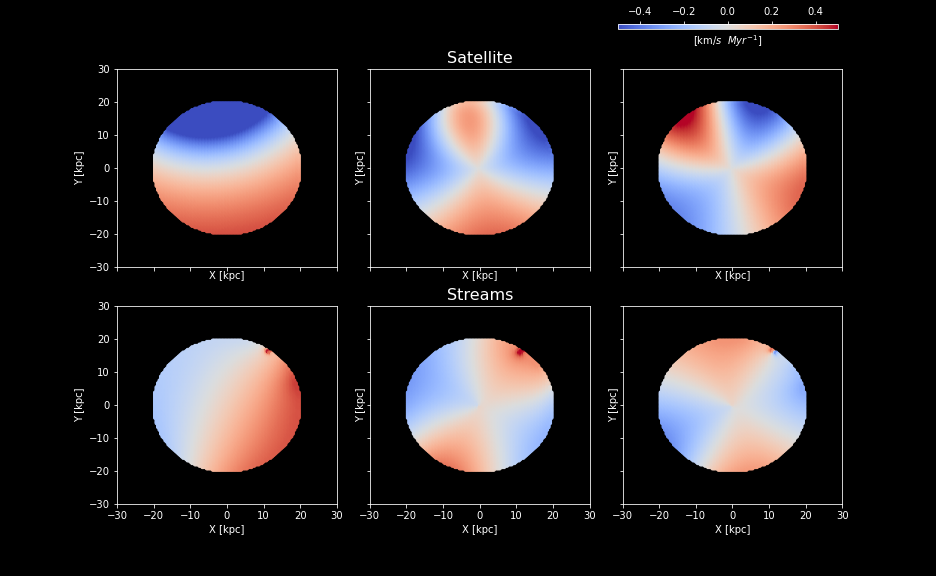 −0.4 −0.2 0.0 0.2 0.4
[km/s Myr⁻¹]
Satellite
30
20
10
0
−10
−20
−30
Y [kpc]
Y [kpc]
Y [kpc]
X [kpc]
X [kpc]
X [kpc]
Streams
30
20
10
0
−10
−20
−30
Y [kpc]
Y [kpc]
Y [kpc]
−30 −20 −10 0 10 20 30
−30 −20 −10 0 10 20 30
−30 −20 −10 0 10 20 30
X [kpc]
X [kpc]
X [kpc]